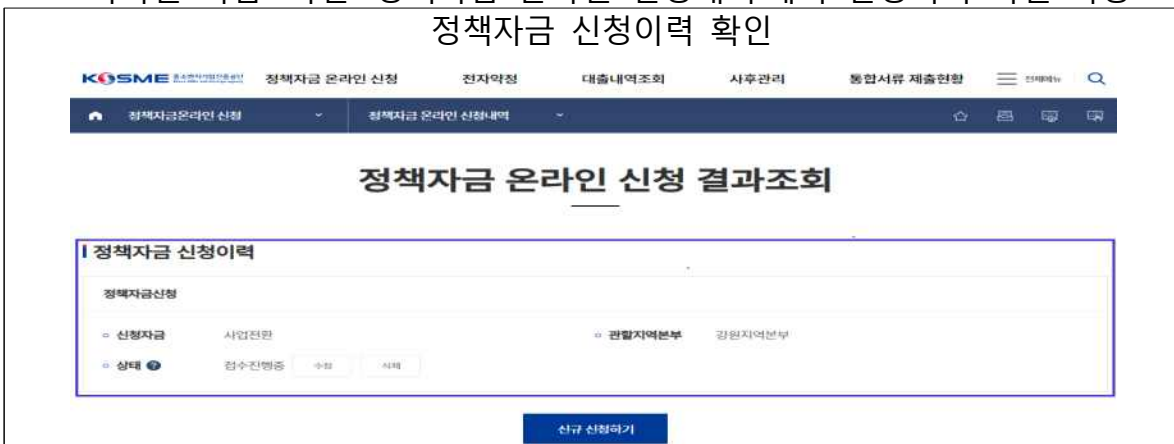 정책자금 신청이력 확인
KOSME 정책자금 온라인 신청 전자약정 대출내역조회 사후관리 통합서류 제출현황 전체메뉴
정책자금온라인 신청 정책자금 온라인 신청내역
정책자금 온라인 신청 결과조회
정책자금 신청이력
정책자금신청
신청자금 사업전환 관할지역본부 강원지역본부
상태 접수진행중 수정 삭제
신규 신청하기